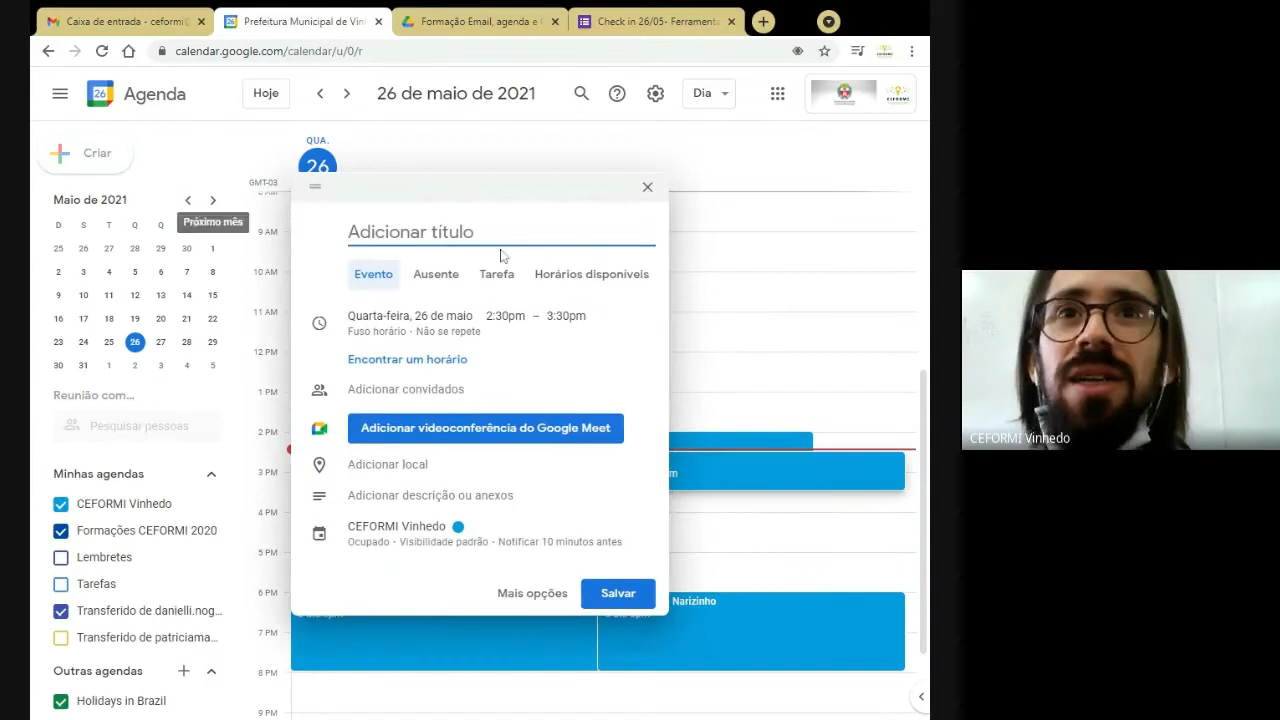 Caixa de entrada - ceformi
Prefeitura Municipal de Vin
Formação Email, agenda e
Check in 26/05- Ferramenta
calendar.google.com/calendar/u/0/r
26
Agenda
Hoje
26 de maio de 2021
Dia
Criar
QUA.
26
GMT-03
Maio de 2021
Próximo mês
D S T Q Q
25 26 27 28 29 30 1
2 3 4 5 6 7 8
9 10 11 12 13 14 15
16 17 18 19 20 21 22
23 24 25 26 27 28 29
30 31 1 2 3 4 5
Reunião com...
Pesquisar pessoas
Minhas agendas
CEFORMI Vinhedo
Formações CEFORMI 2020
Lembretes
Tarefas
Transferido de danielli.nog...
Transferido de patriciama...
Outras agendas
Holidays in Brazil
9 AM
10 AM
11 AM
12 PM
1 PM
2 PM
3 PM
4 PM
5 PM
6 PM
7 PM
8 PM
9 PM
Adicionar título
Evento Ausente Tarefa Horários disponíveis
Quarta-feira, 26 de maio 2:30pm – 3:30pm
Fuso horário · Não se repete
Encontrar um horário
Adicionar convidados
Adicionar videoconferência do Google Meet
Adicionar local
Adicionar descrição ou anexos
CEFORMI Vinhedo
Ocupado · Visibilidade padrão · Notificar 10 minutos antes
Mais opções
Salvar
Narizinho
CEFORMI Vinhedo